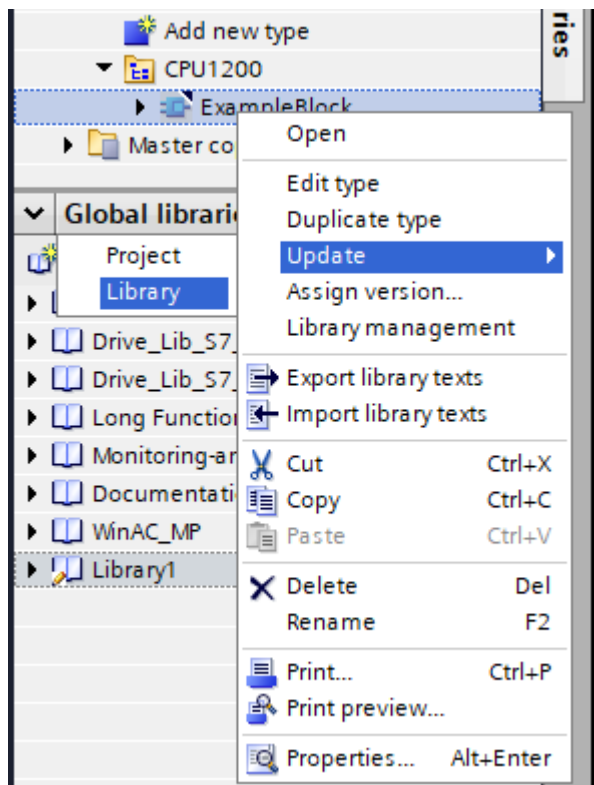 ries
Add new type
CPU1200
ExampleBlock
Master co
Global librari
Open
Edit type
Duplicate type
Update
Assign version...
Library management
Export library texts
Import library texts
Cut Ctrl+X
Copy Ctrl+C
Paste Ctrl+V
Delete Del
Rename F2
Print... Ctrl+P
Print preview...
Properties... Alt+Enter
Project
Library
Drive_Lib_S7_
Drive_Lib_S7_
Long Function
Monitoring-an
Documentati
WinAC_MP
Library1